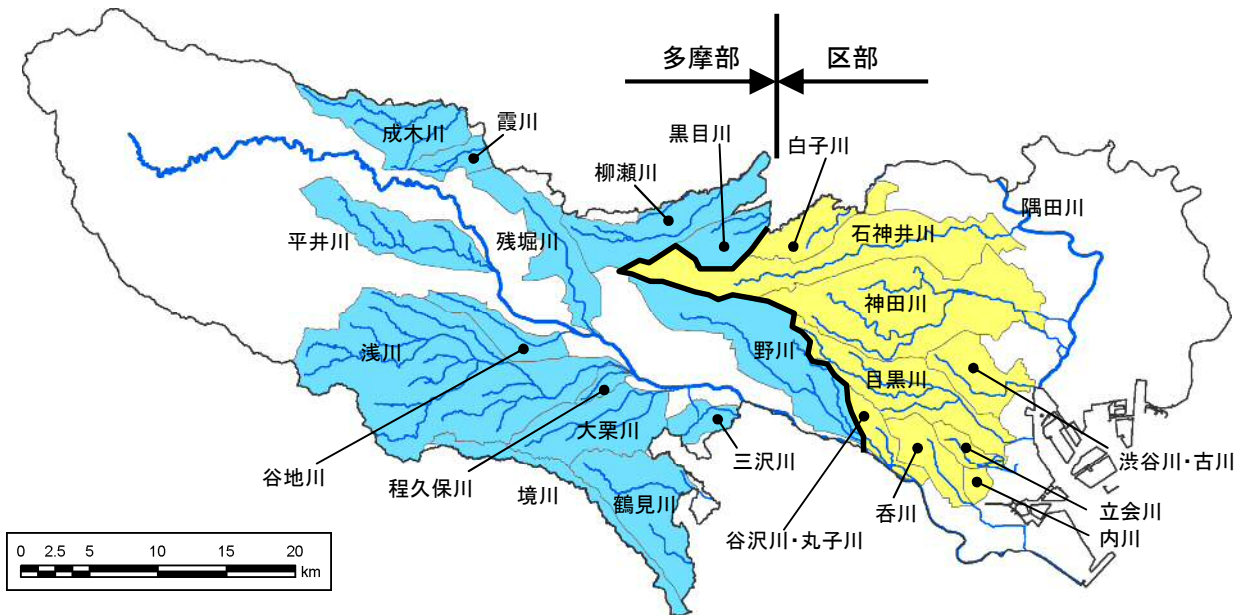 多摩部
区部
成木川
霞川
黒目川
白子川
柳瀬川
隅田川
石神井川
平井川
残堀川
神田川
浅川
野川
目黒川
大栗川
三沢川
渋谷川・古川
谷地川
程久保川
境川
鶴見川
呑川
立会川
谷沢川・丸子川
内川
0 2.5 5 10 15 20
km